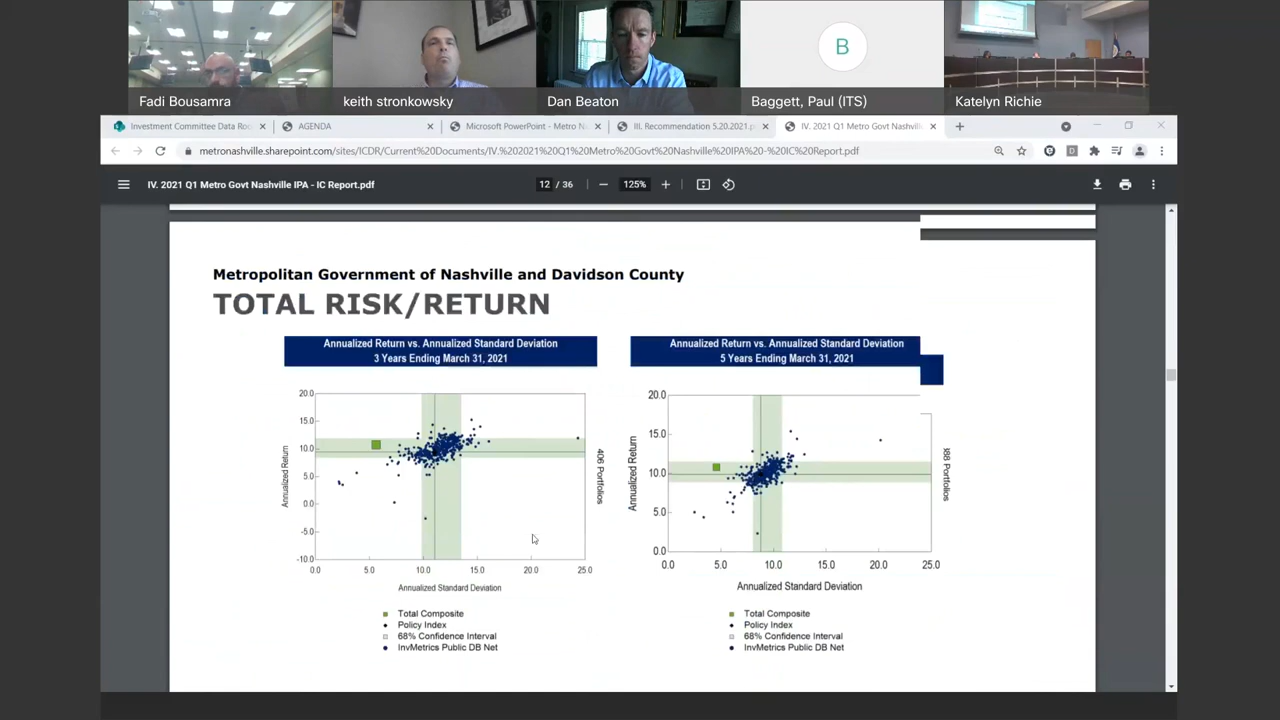 Fadi Bousamra
keith stronkowsky
Dan Beaton
B
Baggett, Paul (ITS)
Katelyn Richie
Investment Committee Data Ro
AGENDA
Microsoft PowerPoint - Metro N
III. Recommendation 5.20.2021.p
IV. 2021 Q1 Metro Govt Nashvill
metronashville.sharepoint.com/sites/ICDR/Current%20Documents/IV.%202021%20Q1%20Metro%20Govt%20Nashville%20IPA%20-%20IC%20Report.pdf
IV. 2021 Q1 Metro Govt Nashville IPA - IC Report.pdf
12 / 36
125%
Metropolitan Government of Nashville and Davidson County
TOTAL RISK/RETURN
Annualized Return vs. Annualized Standard Deviation
3 Years Ending March 31, 2021
20.0
15.0
10.0
5.0
0.0
-5.0
-10.0
Annualized Return
406 Portfolios
0.0 5.0 10.0 15.0 20.0 25.0
Annualized Standard Deviation
Total Composite
Policy Index
68% Confidence Interval
InvMetrics Public DB Net
Annualized Return vs. Annualized Standard Deviation
5 Years Ending March 31, 2021
20.0
15.0
10.0
5.0
0.0
Annualized Return
88 Portfolios
0.0 5.0 10.0 15.0 20.0 25.0
Annualized Standard Deviation
Total Composite
Policy Index
68% Confidence Interval
InvMetrics Public DB Net